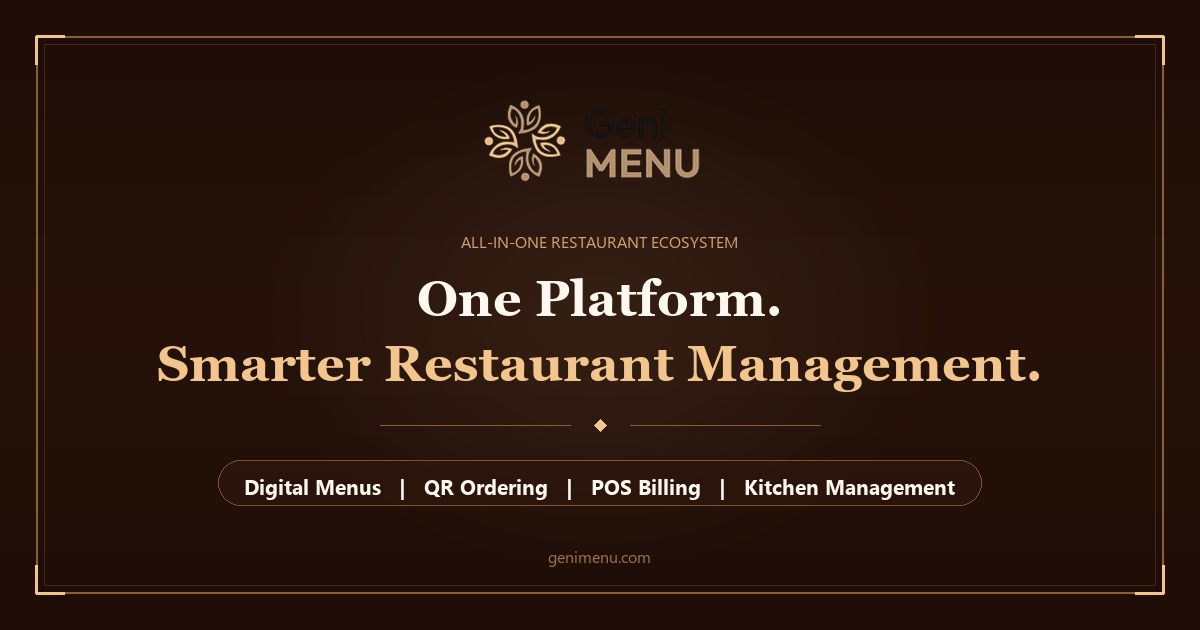 Geni
MENU
ALL-IN-ONE RESTAURANT ECOSYSTEM
One Platform.
Smarter Restaurant Management.
Digital Menus | QR Ordering | POS Billing | Kitchen Management
genimenu.com